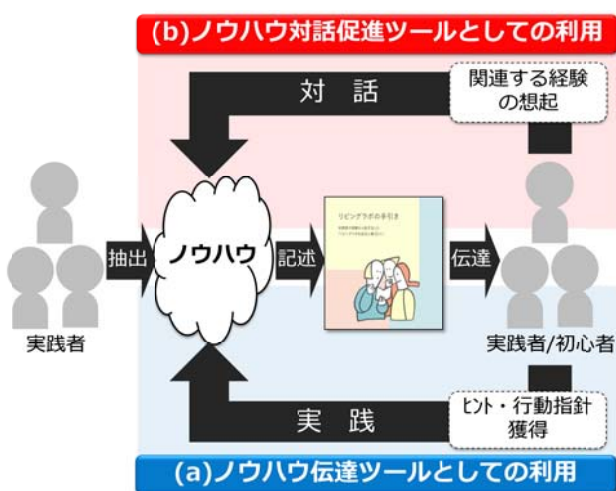 (b)ノウハウ対話促進ツールとしての利用
対 話
関連する経験
の想起
抽出
ノウハウ
記述
リビングラボの手引き
伝達
実践者
実践者/初心者
実 践
ヒント・行動指針
獲得
(a)ノウハウ伝達ツールとしての利用